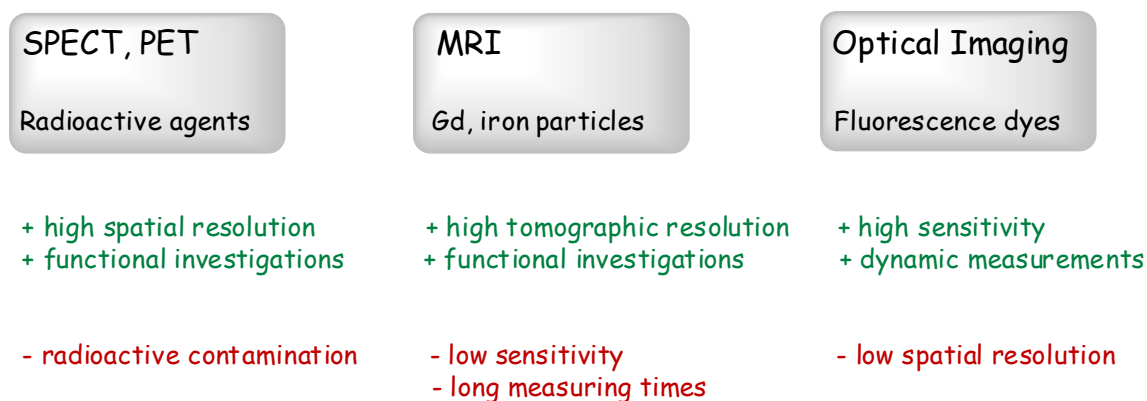 SPECT, PET
Radioactive agents
+ high spatial resolution
+ functional investigations
- radioactive contamination
MRI
Gd, iron particles
+ high tomographic resolution
+ functional investigations
- low sensitivity
- long measuring times
Optical Imaging
Fluorescence dyes
+ high sensitivity
+ dynamic measurements
- low spatial resolution